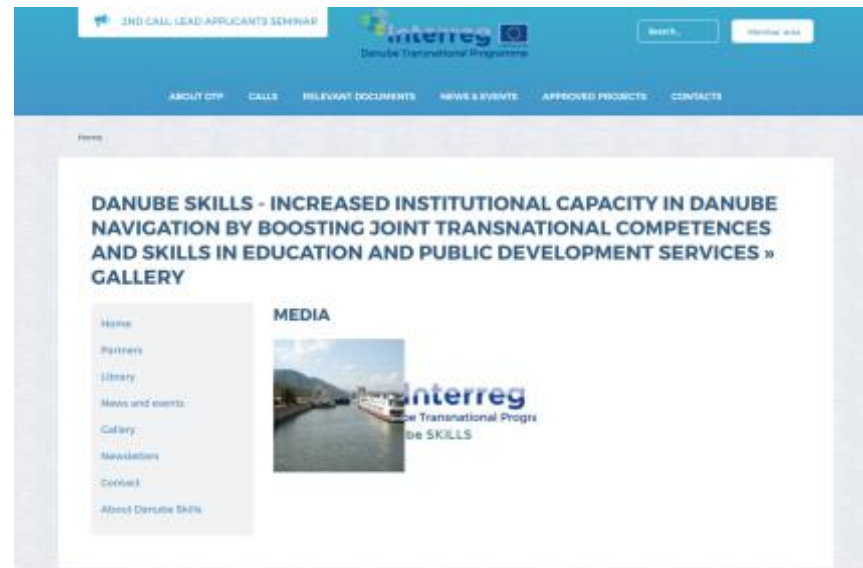 2ND CALL LEAD APPLICANTS SEMINAR
Interreg
Danube Transnational Programme
Search...
Member area
ABOUT DTP CALLS RELEVANT DOCUMENTS NEWS & EVENTS APPROVED PROJECTS CONTACTS
Home
DANUBE SKILLS - INCREASED INSTITUTIONAL CAPACITY IN DANUBE
NAVIGATION BY BOOSTING JOINT TRANSNATIONAL COMPETENCES
AND SKILLS IN EDUCATION AND PUBLIC DEVELOPMENT SERVICES »
GALLERY
Home
Partners
Library
News and events
Gallery
Newsletters
Contact
About Danube Skills
MEDIA
nterreg
be Transnational Progr
be SKILLS